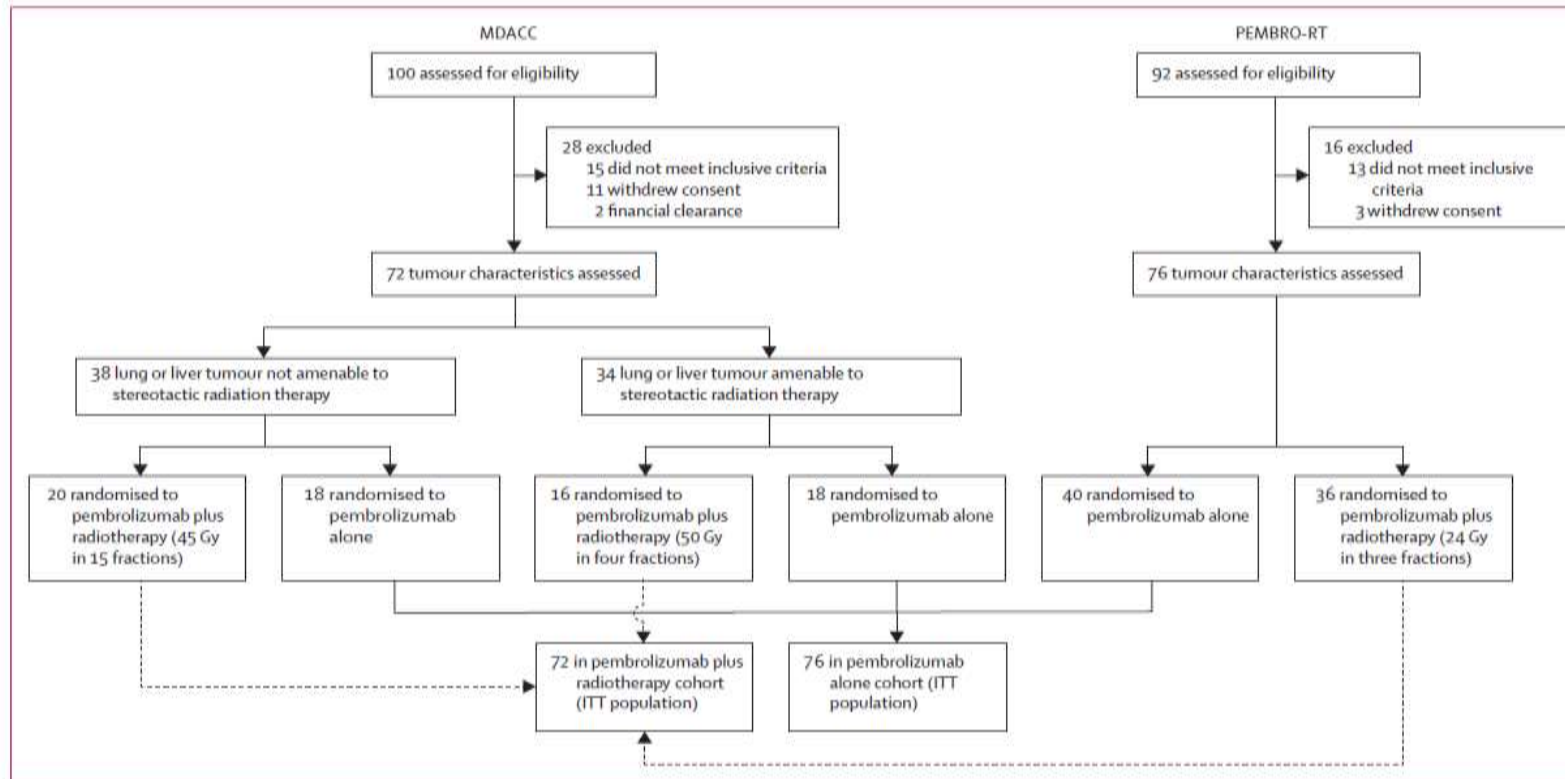 MDACC
PEMBRO-RT
100 assessed for eligibility
92 assessed for eligibility
28 excluded
15 did not meet inclusive criteria
11 withdrew consent
2 financial clearance
16 excluded
13 did not meet inclusive
criteria
3 withdrew consent
72 tumour characteristics assessed
76 tumour characteristics assessed
38 lung or liver tumour not amenable to
stereotactic radiation therapy
34 lung or liver tumour amenable to
stereotactic radiation therapy
20 randomised to
pembrolizumab plus
radiotherapy (45 Gy
in 15 fractions)
18 randomised to
pembrolizumab
alone
16 randomised to
pembrolizumab plus
radiotherapy (50 Gy
in four fractions)
18 randomised to
pembrolizumab alone
40 randomised to
pembrolizumab alone
36 randomised to
pembrolizumab plus
radiotherapy (24 Gy
in three fractions)
72 in pembrolizumab plus
radiotherapy cohort
(ITT population)
76 in pembrolizumab
alone cohort (ITT
population)